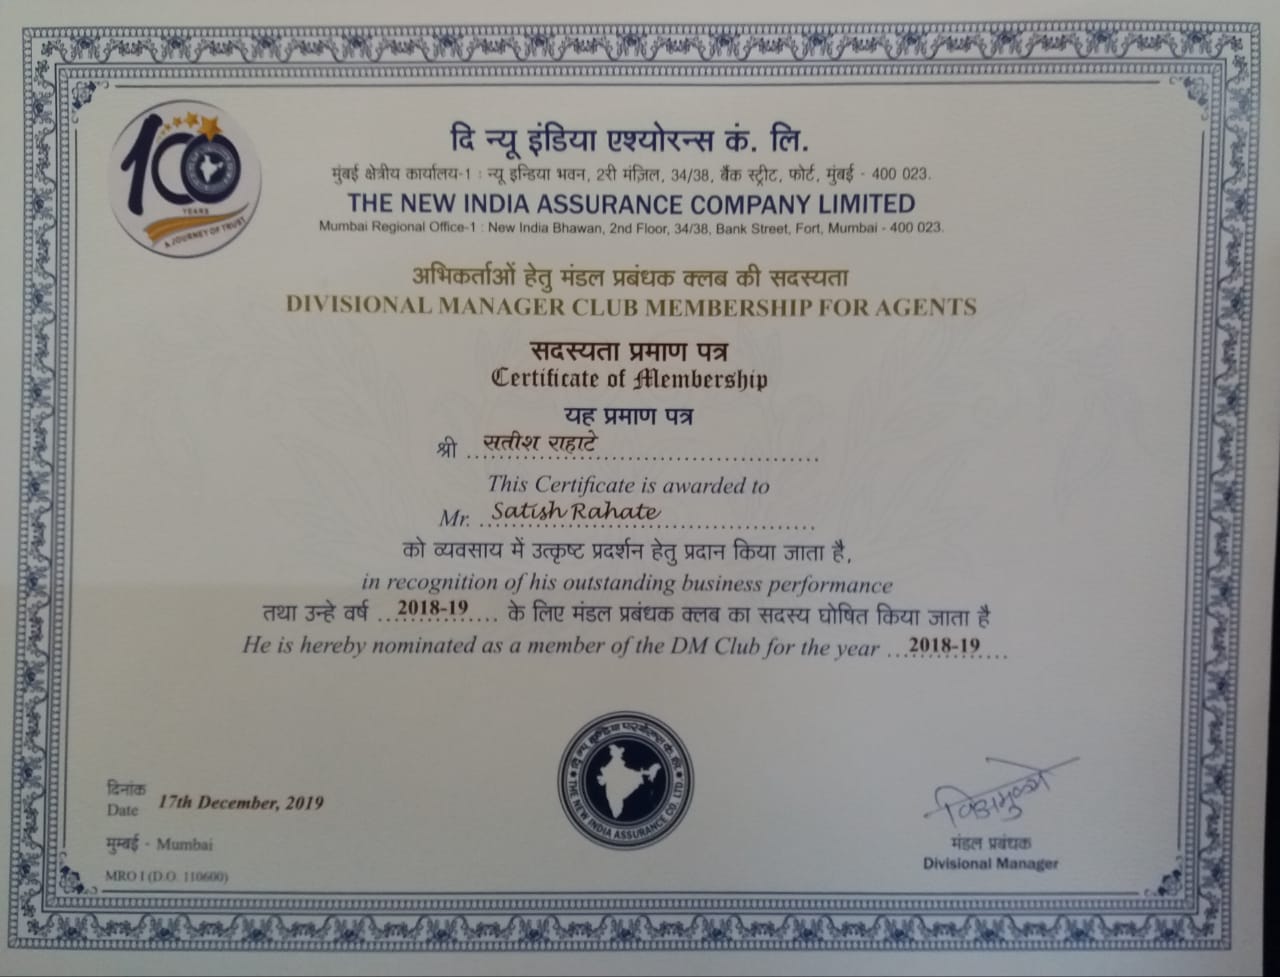 100
YEARS
A JOURNEY OF TRUST
दि न्यू इंडिया एश्योरन्स कं. लि.
मुंबई क्षेत्रीय कार्यालय-1 : न्यू इन्डिया भवन, 2री मंज़िल, 34/38, बैंक स्ट्रीट, फोर्ट, मुंबई - 400 023.
THE NEW INDIA ASSURANCE COMPANY LIMITED
Mumbai Regional Office-1 : New India Bhawan, 2nd Floor, 34/38, Bank Street, Fort, Mumbai - 400 023.
अभिकर्ताओं हेतु मंडल प्रबंधक क्लब की सदस्यता
DIVISIONAL MANAGER CLUB MEMBERSHIP FOR AGENTS
सदस्यता प्रमाण पत्र
Certificate of Membership
यह प्रमाण पत्र
श्री सतीश राहाटे
This Certificate is awarded to
Mr. Satish Rahate
को व्यवसाय में उत्कृष्ट प्रदर्शन हेतु प्रदान किया जाता है,
in recognition of his outstanding business performance
तथा उन्हे वर्ष ...2018-19.... के लिए मंडल प्रबंधक क्लब का सदस्य घोषित किया जाता है
He is hereby nominated as a member of the DM Club for the year ...2018-19....
THE NEW INDIA ASSURANCE CO. LTD.
दिनांक
Date 17th December, 2019
मुम्बई - Mumbai
MRO I (D.O. 110600)
मंडल प्रबंधक
Divisional Manager